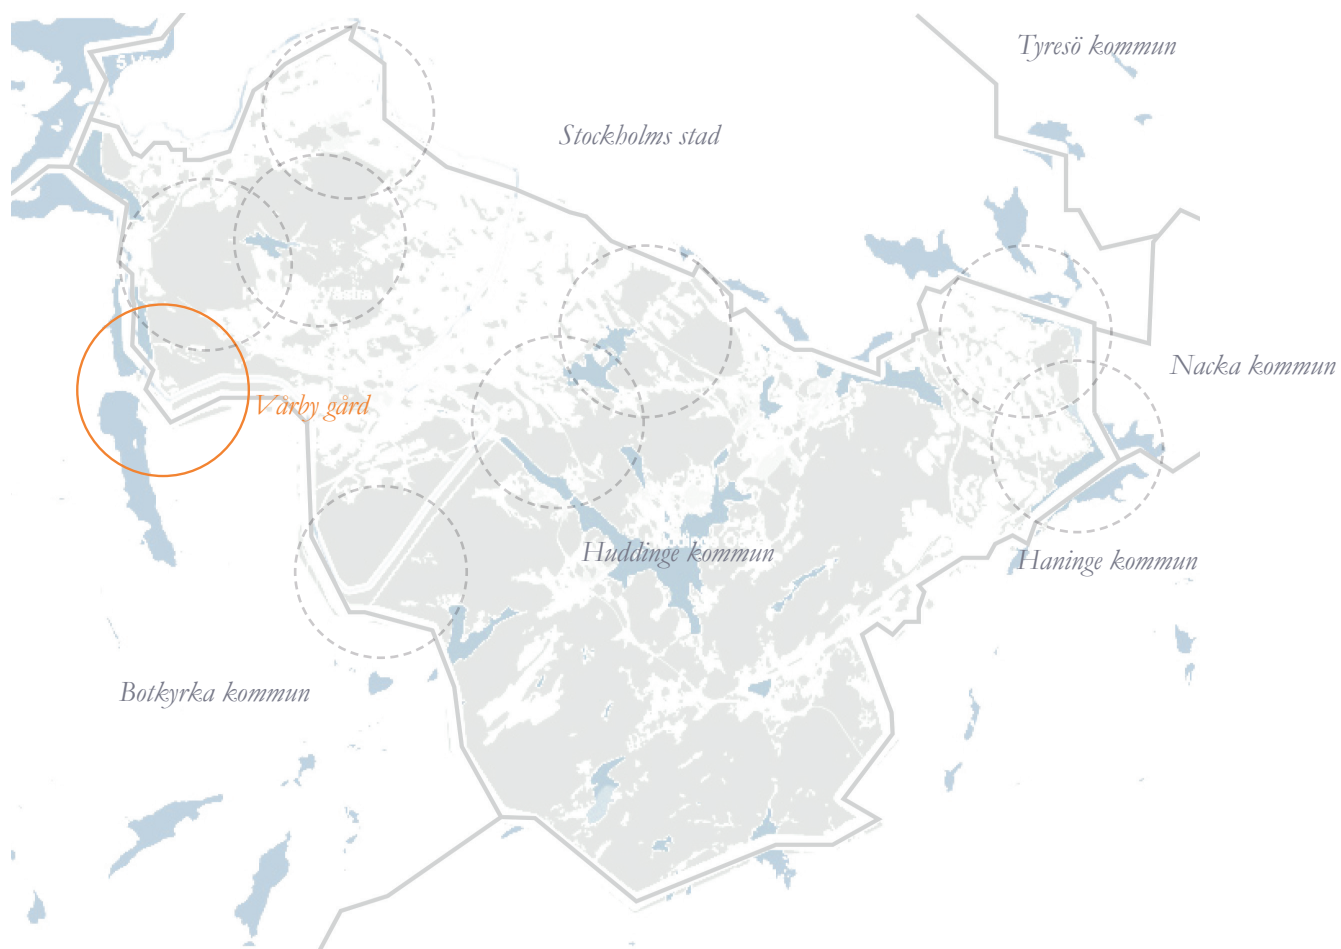 Tyresö kommun
Stockholms stad
Nacka kommun
Vårby gård
Huddinge kommun
Haninge kommun
Botkyrka kommun